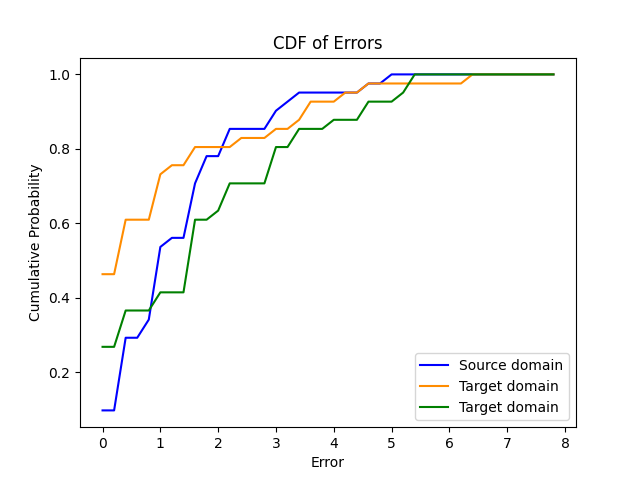 CDF of Errors
1.0
0.8
0.6
0.4
0.2
Cumulative Probability
Source domain
Target domain
Target domain
0 1 2 3 4 5 6 7 8
Error